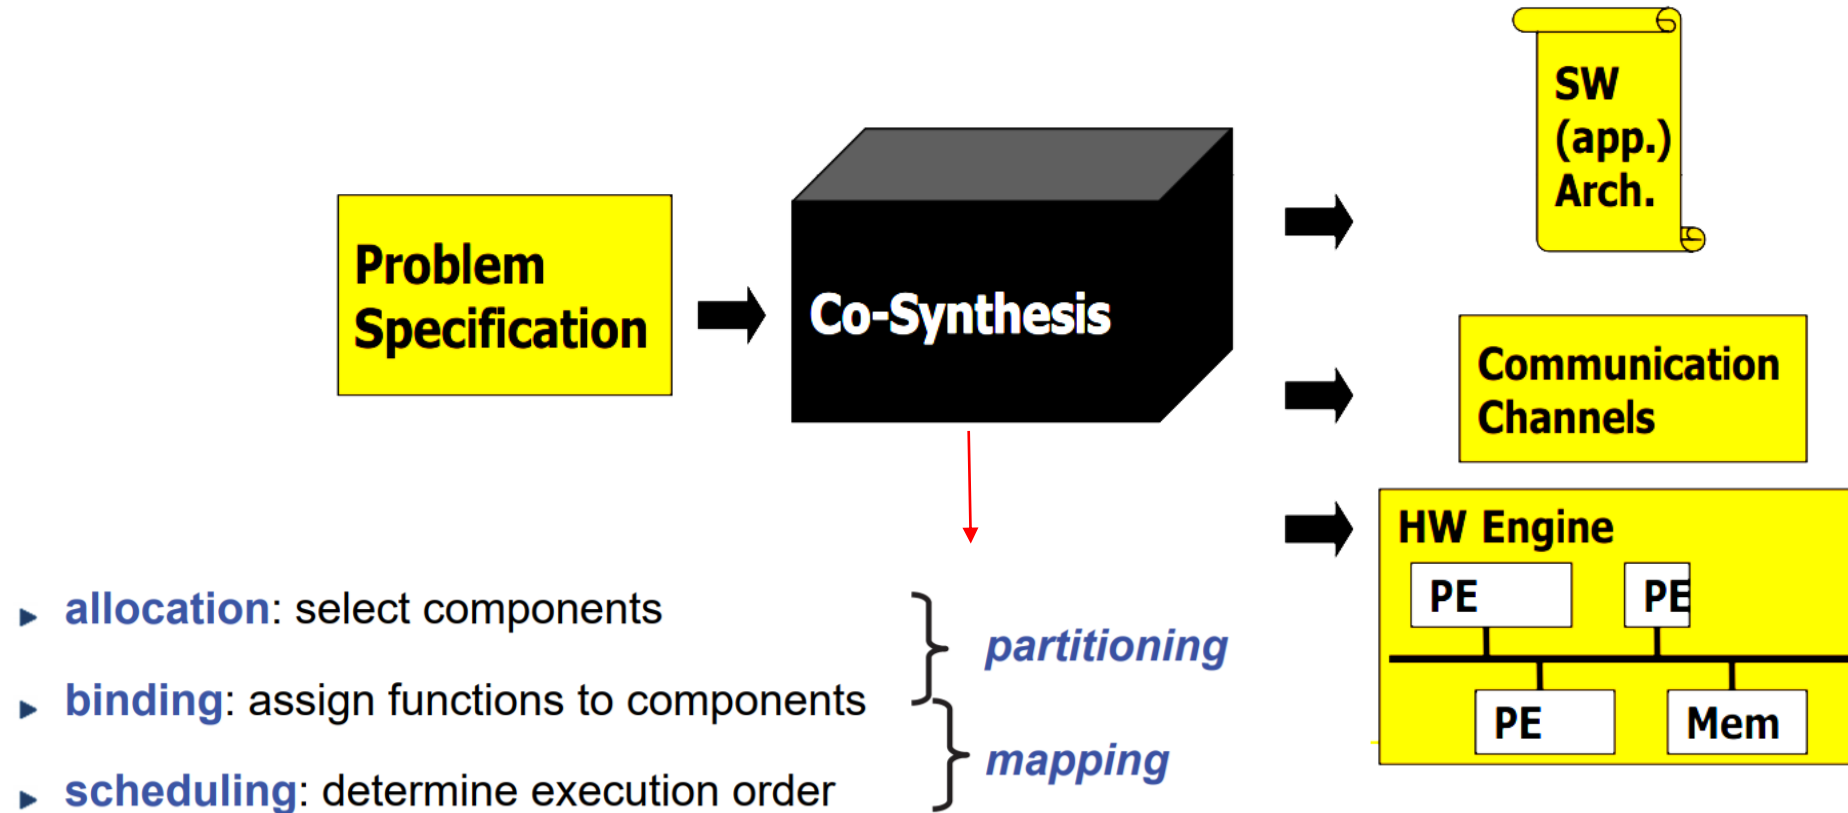 Problem
Specification
Co-Synthesis
SW
(app.)
Arch.
Communication
Channels
HW Engine
PE
PE
PE
Mem
allocation: select components
binding: assign functions to components
scheduling: determine execution order
partitioning
mapping